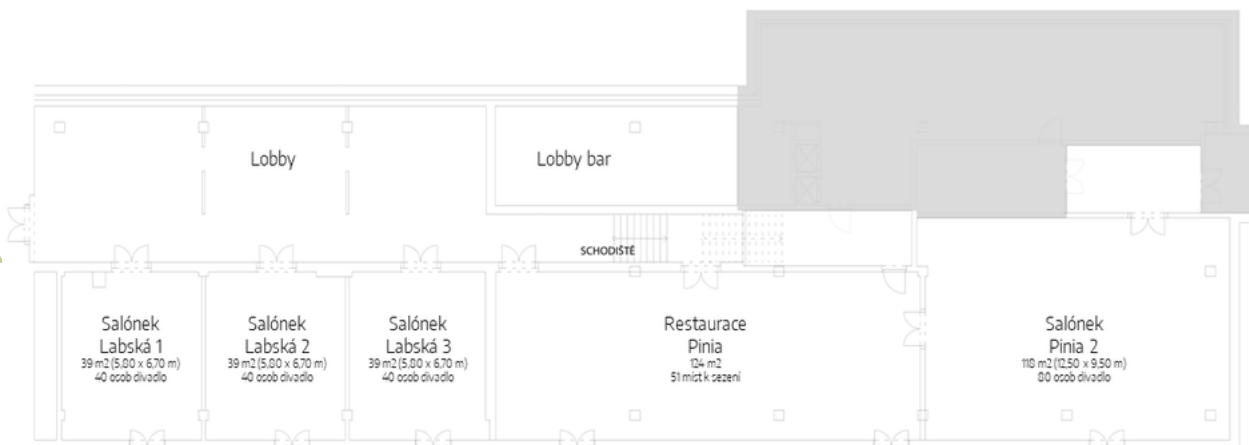 Lobby
Lobby bar
SCHODIŠTĚ
Salónek
Labská 1
39 m2 (5,80 x 6,70 m)
40 osob divadlo
Salónek
Labská 2
39 m2 (5,80 x 6,70 m)
40 osob divadlo
Salónek
Labská 3
39 m2 (5,80 x 6,70 m)
40 osob divadlo
Restaurace
Pinia
124 m2
51 míst k sezení
Salónek
Pinia 2
118 m2 (12,50 x 9,50 m)
80 osob divadlo